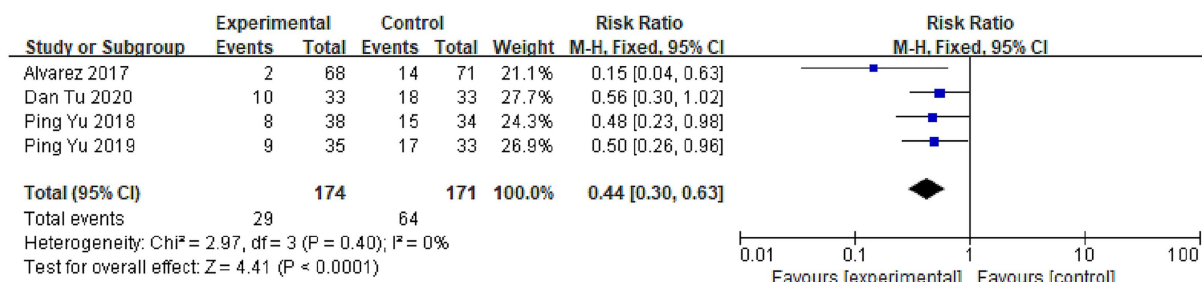 Experimental Control Risk Ratio Risk Ratio
Study or Subgroup Events Total Events Total Weight M-H, Fixed, 95% CI M-H, Fixed, 95% CI
Alvarez 2017 2 68 14 71 21.1% 0.15 [0.04, 0.63]
Dan Tu 2020 10 33 18 33 27.7% 0.56 [0.30, 1.02]
Ping Yu 2018 8 38 15 34 24.3% 0.48 [0.23, 0.98]
Ping Yu 2019 9 35 17 33 26.9% 0.50 [0.26, 0.96]
Total (95% CI) 174 171 100.0% 0.44 [0.30, 0.63]
Total events 29 64
Heterogeneity: Chi² = 2.97, df = 3 (P = 0.40); I² = 0%
Test for overall effect: Z = 4.41 (P < 0.0001)
0.01 0.1 1 10 100
Favours [experimental] Favours [control]